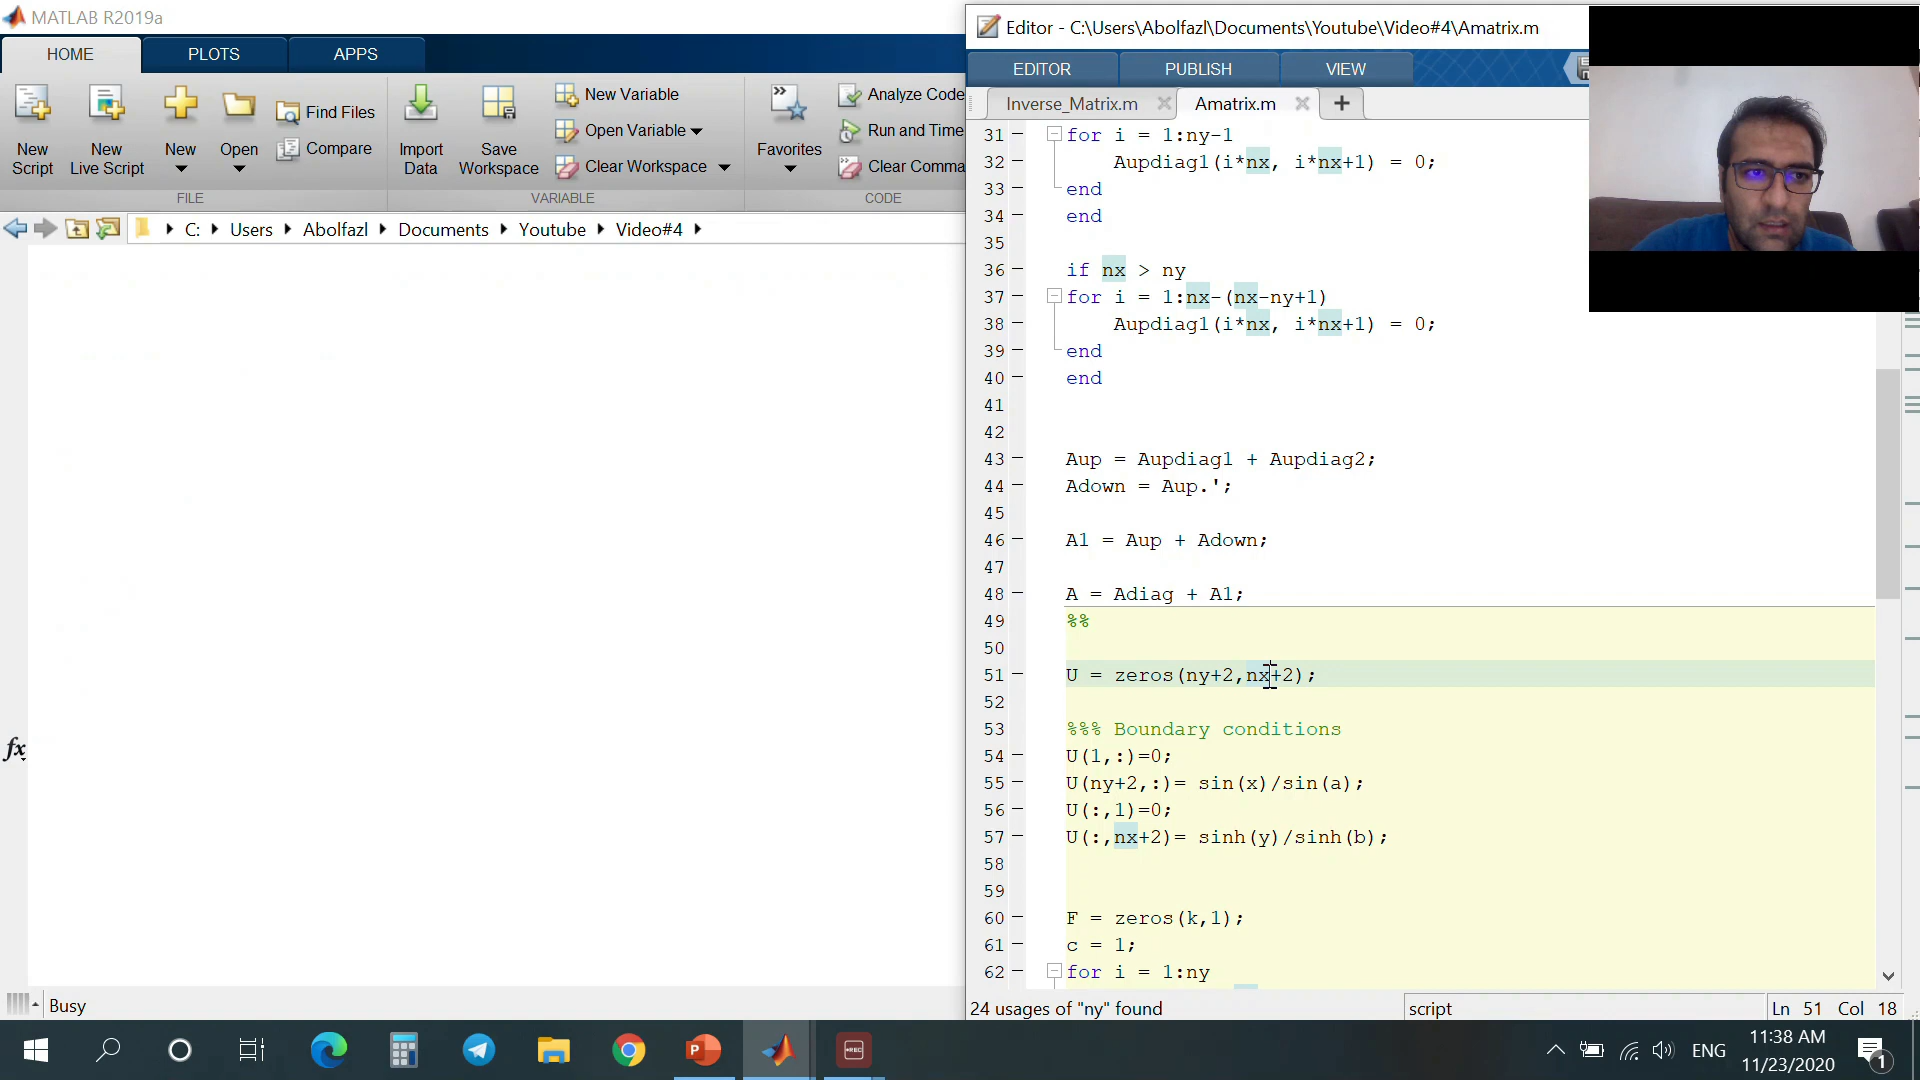 MATLAB R2019a
HOME
PLOTS
APPS
New Script
New Live Script
New
Open
Find Files
Compare
Import Data
Save Workspace
New Variable
Open Variable
Clear Workspace
Favorites
Analyze Code
Run and Time
Clear Comma
FILE
VARIABLE
CODE
C:
Users
Abolfazl
Documents
Youtube
Video#4
fx
Busy
Editor - C:\Users\Abolfazl\Documents\Youtube\Video#4\Amatrix.m
EDITOR
PUBLISH
VIEW
Inverse_Matrix.m
Amatrix.m
31 - for i = 1:ny-1
32 - Aupdiag1(i*nx, i*nx+1) = 0;
33 - end
34 - end
35
36 - if nx > ny
37 - for i = 1:nx-(nx-ny+1)
38 - Aupdiag1(i*nx, i*nx+1) = 0;
39 - end
40 - end
41
42
43 - Aup = Aupdiag1 + Aupdiag2;
44 - Adown = Aup.';
45
46 - A1 = Aup + Adown;
47
48 - A = Adiag + A1;
49 %%
50
51 - U = zeros(ny+2,nx+2);
52
53 %%% Boundary conditions
54 - U(1,:)=0;
55 - U(ny+2,:)= sin(x)/sin(a);
56 - U(:,1)=0;
57 - U(:,nx+2)= sinh(y)/sinh(b);
58
59
60 - F = zeros(k,1);
61 - c = 1;
62 - for i = 1:ny
24 usages of "ny" found
script
Ln 51 Col 18
REC
ENG
11:38 AM
11/23/2020
1